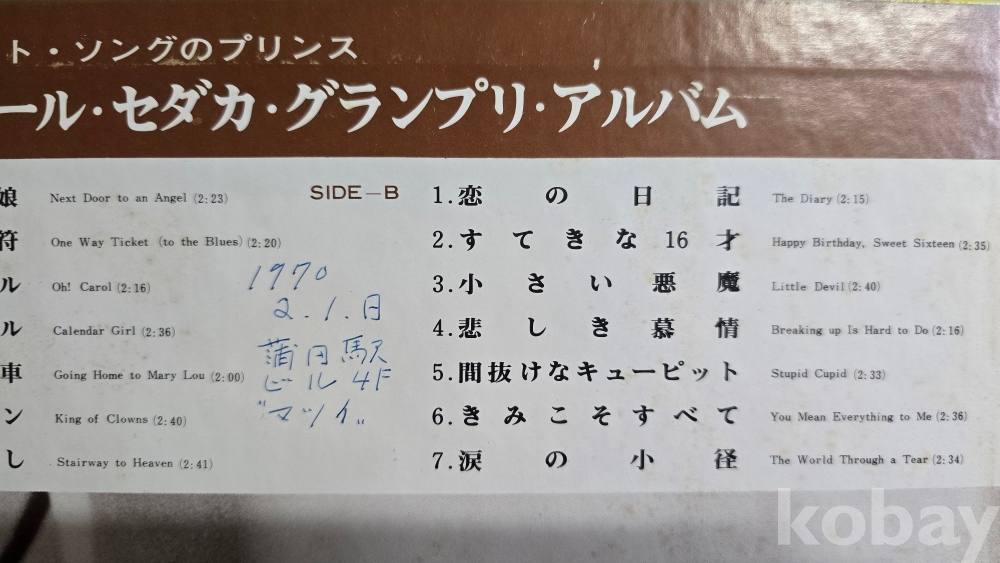 ト・ソングのプリンス
ール・セダカ・グランプリ・アルバム
娘 Next Door to an Angel (2:23)
符 One Way Ticket (to the Blues) (2:20)
ル Oh! Carol (2:16)
ル Calendar Girl (2:36)
車 Going Home to Mary Lou (2:00)
ン King of Clowns (2:40)
し Stairway to Heaven (2:41)
1970
2.1.日
蒲田駅
ビル4F
"マツイ"
SIDE-B
1.恋の日記 The Diary (2:15)
2.すてきな16才 Happy Birthday, Sweet Sixteen (2:35)
3.小さい悪魔 Little Devil (2:40)
4.悲しき慕情 Breaking up Is Hard to Do (2:16)
5.間抜けなキューピット Stupid Cupid (2:33)
6.きみこそすべて You Mean Everything to Me (2:36)
7.涙の小径 The World Through a Tear (2:34)
kobay